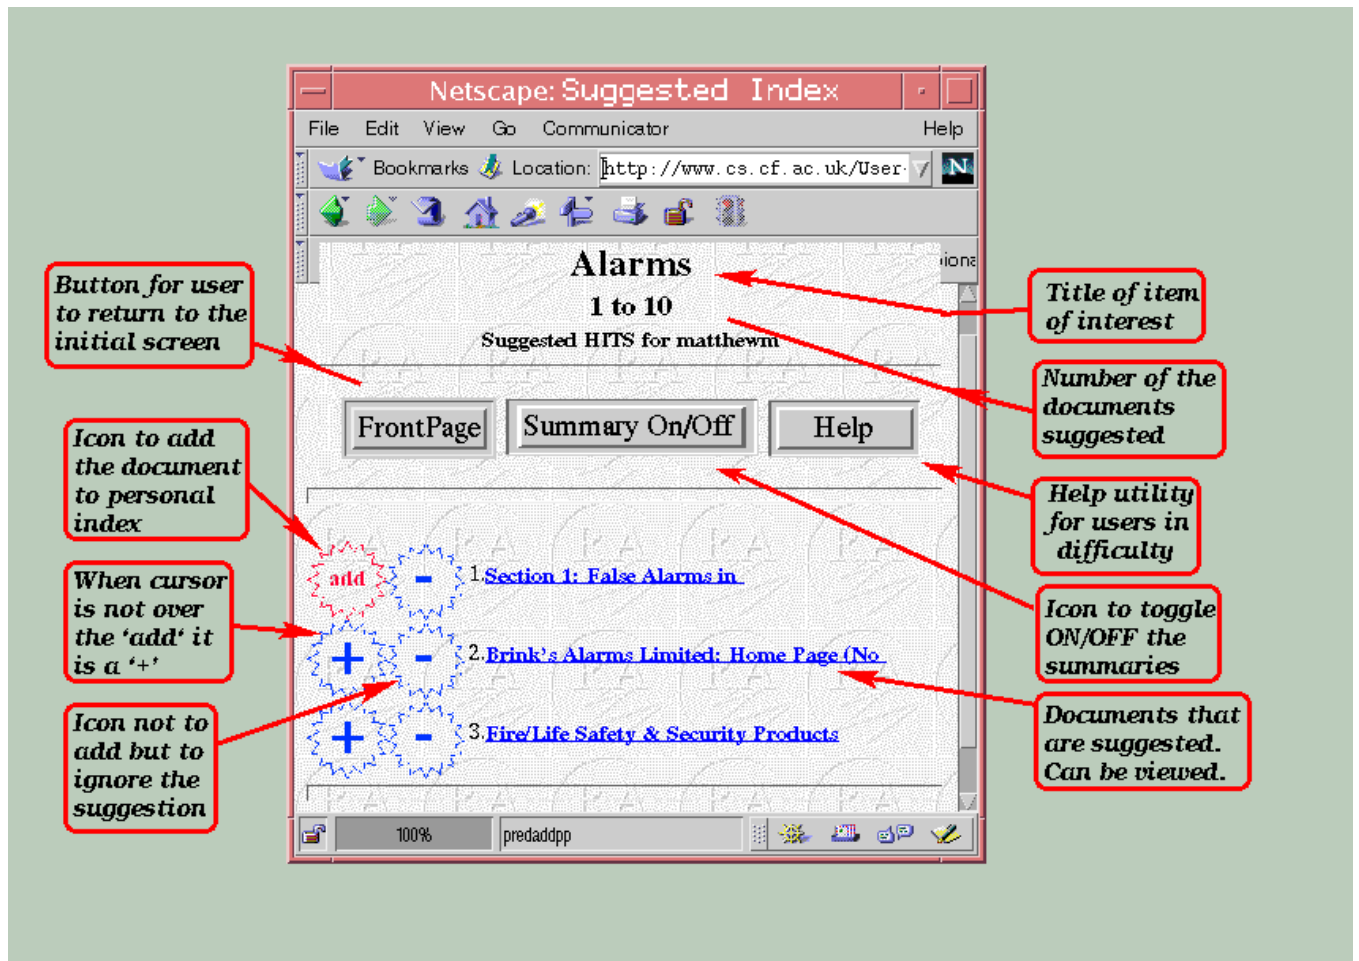 Netscape: Suggested Index
File Edit View Go Communicator Help
Bookmarks Location: http://www.cs.cf.ac.uk/User-
N
Alarms
1 to 10
Suggested HITS for matthewm
FrontPage Summary On/Off Help
add - 1. Section 1: False Alarms in
+ - 2. Brink's Alarms Limited: Home Page (No
+ - 3. Fire/Life Safety & Security Products
100% predaddpp
Button for user
to return to the
initial screen
Icon to add
the document
to personal
index
When cursor
is not over
the 'add' it
is a '+'
Icon not to
add but to
ignore the
suggestion
Title of item
of interest
Number of the
documents
suggested
Help utility
for users in
difficulty
Icon to toggle
ON/OFF the
summaries
Documents that
are suggested.
Can be viewed.